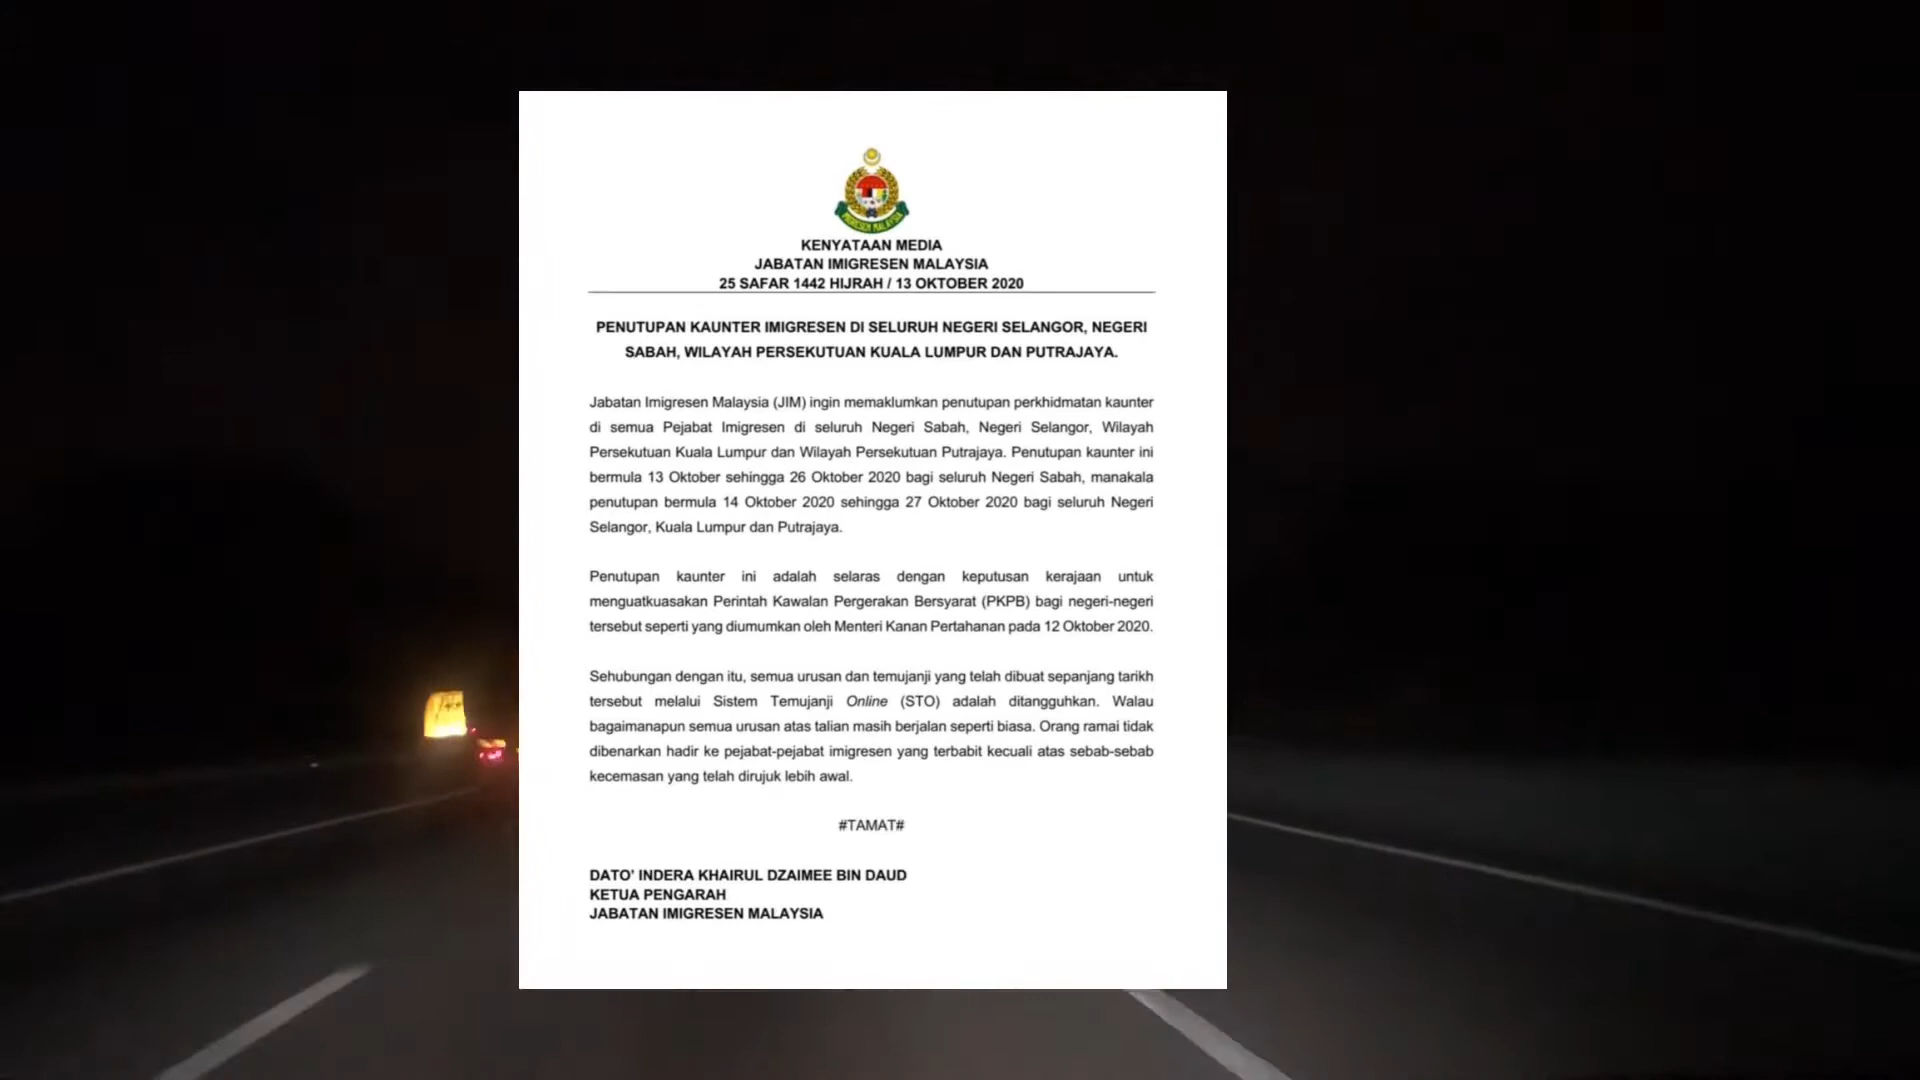 IMIGRESEN MALAYSIA
KENYATAAN MEDIA
JABATAN IMIGRESEN MALAYSIA
25 SAFAR 1442 HIJRAH / 13 OKTOBER 2020
PENUTUPAN KAUNTER IMIGRESEN DI SELURUH NEGERI SELANGOR, NEGERI
SABAH, WILAYAH PERSEKUTUAN KUALA LUMPUR DAN PUTRAJAYA.
Jabatan Imigresen Malaysia (JIM) ingin memaklumkan penutupan perkhidmatan kaunter
di semua Pejabat Imigresen di seluruh Negeri Sabah, Negeri Selangor, Wilayah
Persekutuan Kuala Lumpur dan Wilayah Persekutuan Putrajaya. Penutupan kaunter ini
bermula 13 Oktober sehingga 26 Oktober 2020 bagi seluruh Negeri Sabah, manakala
penutupan bermula 14 Oktober 2020 sehingga 27 Oktober 2020 bagi seluruh Negeri
Selangor, Kuala Lumpur dan Putrajaya.
Penutupan kaunter ini adalah selaras dengan keputusan kerajaan untuk
menguatkuasakan Perintah Kawalan Pergerakan Bersyarat (PKPB) bagi negeri-negeri
tersebut seperti yang diumumkan oleh Menteri Kanan Pertahanan pada 12 Oktober 2020.
Sehubungan dengan itu, semua urusan dan temujanji yang telah dibuat sepanjang tarikh
tersebut melalui Sistem Temujanji Online (STO) adalah ditangguhkan. Walau
bagaimanapun semua urusan atas talian masih berjalan seperti biasa. Orang ramai tidak
dibenarkan hadir ke pejabat-pejabat imigresen yang terbabit kecuali atas sebab-sebab
kecemasan yang telah dirujuk lebih awal.
#TAMAT#
DATO' INDERA KHAIRUL DZAIMEE BIN DAUD
KETUA PENGARAH
JABATAN IMIGRESEN MALAYSIA